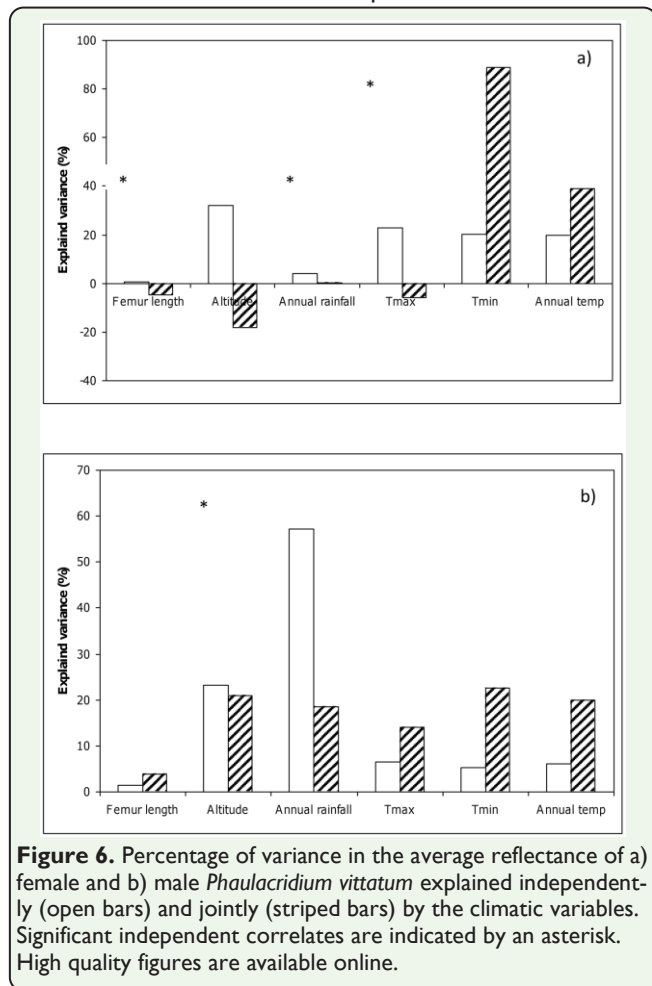 100
a)
80
*
60
40
*
*
20
0
Femur length Altitude Annual rainfall Tmax Tmin Annual temp
-20
-40
Explaind variance (%)
70
b)
60
*
50
40
30
20
10
0
Femur length Altitude Annual rainfall Tmax Tmin Annual temp
Explaind variance (%)
Figure 6. Percentage of variance in the average reflectance of a)
female and b) male Phaulacridium vittatum explained independent-
ly (open bars) and jointly (striped bars) by the climatic variables.
Significant independent correlates are indicated by an asterisk.
High quality figures are available online.